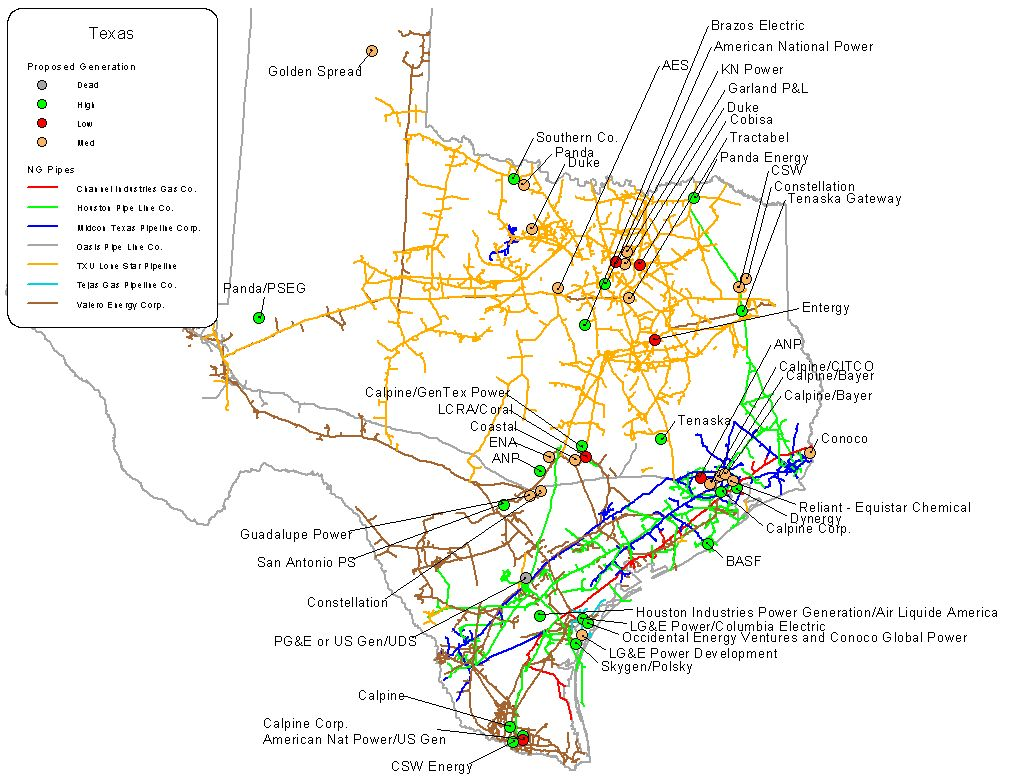 Texas
Proposed Generation
Dead
High
Low
Med
NG Pipes
Channel Industries Gas Co.
Houston Pipe Line Co.
Midcon Texas Pipeline Corp.
Oasis Pipe Line Co.
TXU Lone Star Pipeline
Tejas Gas Pipeline Co.
Valero Energy Corp.
Golden Spread
Brazos Electric
American National Power
AES
KN Power
Garland P&L
Duke
Cobisa
Tractabel
Southern Co.
Panda
Duke
Panda Energy
CSW
Constellation
Tenaska Gateway
Panda/PSEG
Entergy
ANP
Calpine/CITCO
Calpine/Bayer
Calpine/Bayer
Calpine/GenTex Power
LCRA/Coral
Coastal
ENA
ANP
Tenaska
Conoco
Guadalupe Power
San Antonio PS
Constellation
Reliant - Equistar Chemical
Dynergy
Calpine Corp.
BASF
PG&E or US Gen/UDS
Houston Industries Power Generation/Air Liquide America
LG&E Power/Columbia Electric
Occidental Energy Ventures and Conoco Global Power
LG&E Power Development
Skygen/Polsky
Calpine
Calpine Corp.
American Nat Power/US Gen
CSW Energy